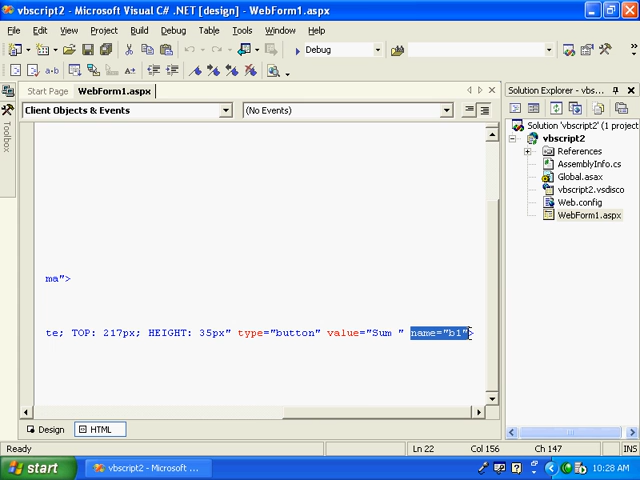 vbscript2 - Microsoft Visual C# .NET [design] - WebForm1.aspx
File Edit View Project Build Debug Table Tools Window Help
Debug
Start Page WebForm1.aspx
Client Objects & Events (No Events)
Toolbox
ma">
te; TOP: 217px; HEIGHT: 35px" type="button" value="Sum " name="b1">
Solution Explorer - vbs...
Solution 'vbscript2' (1 project
vbscript2
References
AssemblyInfo.cs
Global.asax
vbscript2.vsdisco
Web.config
WebForm1.aspx
Design HTML
Ready Ln 22 Col 156 Ch 147 INS
start vbscript2 - Microsoft ... 10:28 AM